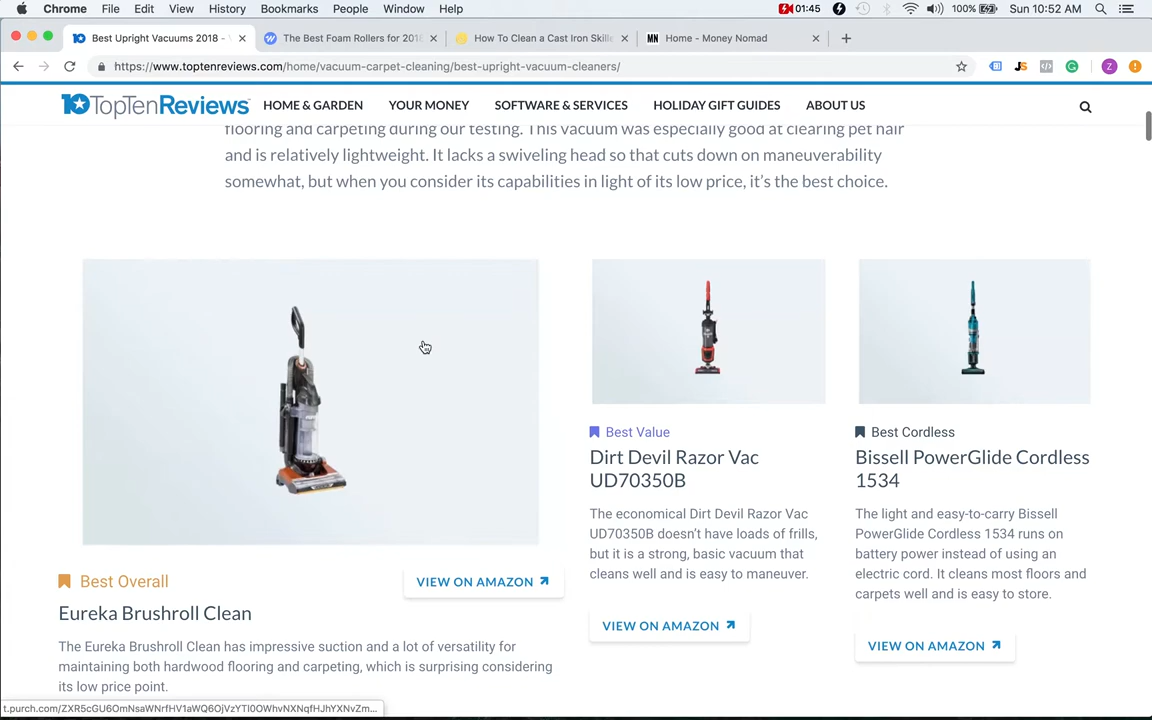 Chrome File Edit View History Bookmarks People Window Help 01:45 100% Sun 10:52 AM
Best Upright Vacuums 2018 - The Best Foam Rollers for 201 How To Clean a Cast Iron Skille MN Home - Money Nomad
https://www.toptenreviews.com/home/vacuum-carpet-cleaning/best-upright-vacuum-cleaners/ JS Z
10 TopTenReviews HOME & GARDEN YOUR MONEY SOFTWARE & SERVICES HOLIDAY GIFT GUIDES ABOUT US
flooring and carpeting during our testing. This vacuum was especially good at clearing pet hair
and is relatively lightweight. It lacks a swiveling head so that cuts down on maneuverability
somewhat, but when you consider its capabilities in light of its low price, it's the best choice.
Best Overall
VIEW ON AMAZON
Eureka Brushroll Clean
The Eureka Brushroll Clean has impressive suction and a lot of versatility for
maintaining both hardwood flooring and carpeting, which is surprising considering
its low price point.
Best Value
Dirt Devil Razor Vac
UD70350B
The economical Dirt Devil Razor Vac
UD70350B doesn't have loads of frills,
but it is a strong, basic vacuum that
cleans well and is easy to maneuver.
VIEW ON AMAZON
Best Cordless
Bissell PowerGlide Cordless
1534
The light and easy-to-carry Bissell
PowerGlide Cordless 1534 runs on
battery power instead of using an
electric cord. It cleans most floors and
carpets well and is easy to store.
VIEW ON AMAZON